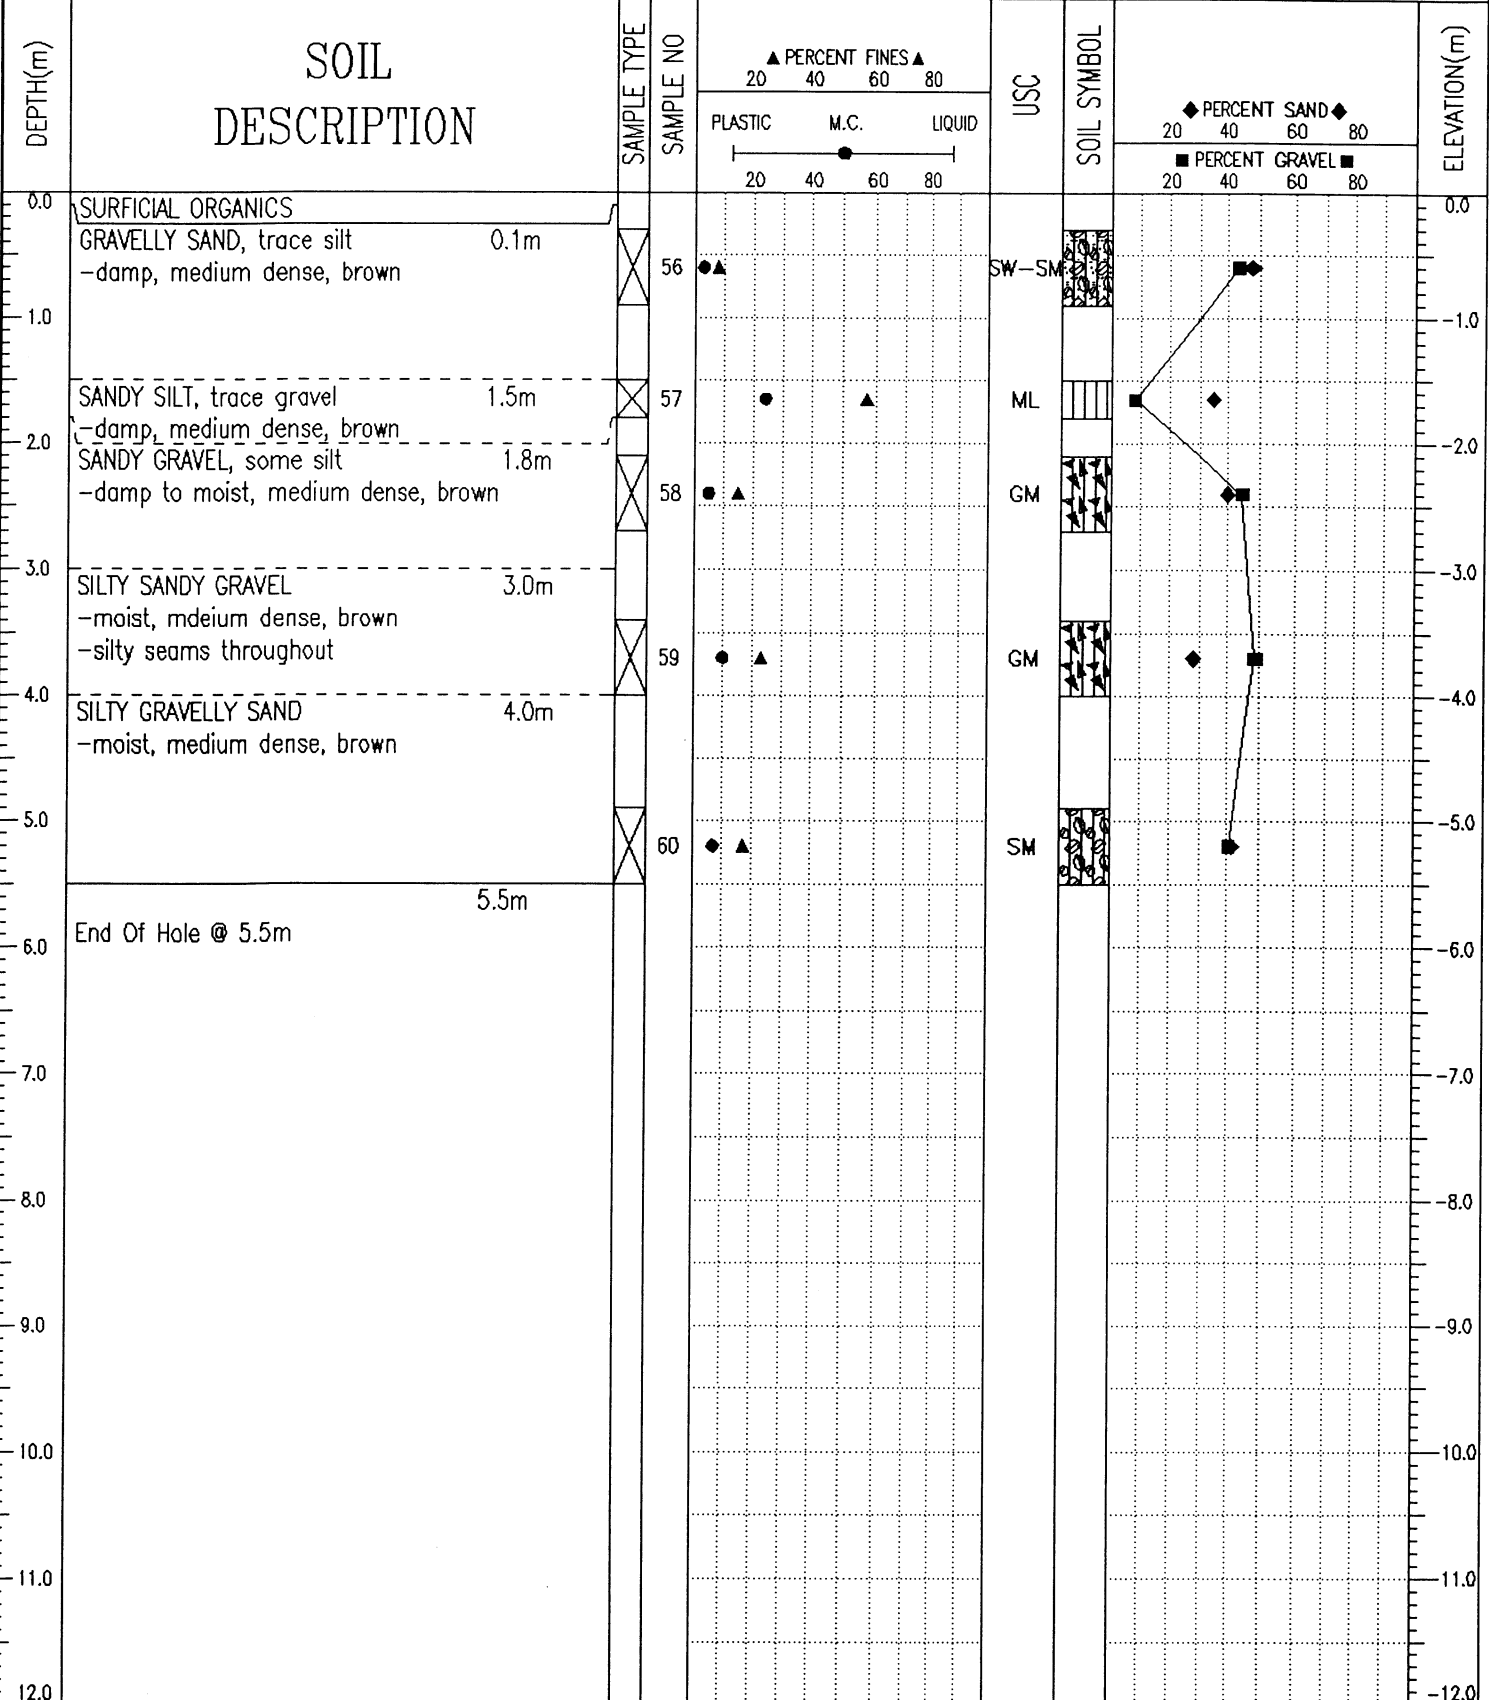 DEPTH(m)
SOIL
DESCRIPTION
SAMPLE TYPE
SAMPLE NO
▲ PERCENT FINES ▲
20 40 60 80
PLASTIC M.C. LIQUID
20 40 60 80
USC
SOIL SYMBOL
◆ PERCENT SAND ◆
20 40 60 80
■ PERCENT GRAVEL ■
20 40 60 80
ELEVATION(m)
0.0 SURFICIAL ORGANICS 0.0
GRAVELLY SAND, trace silt 0.1m
-damp, medium dense, brown 56 SW-SM
1.0 -1.0
SANDY SILT, trace gravel 1.5m 57 ML
-damp, medium dense, brown
2.0 -2.0
SANDY GRAVEL, some silt 1.8m
-damp to moist, medium dense, brown 58 GM
3.0 -3.0
SILTY SANDY GRAVEL 3.0m
-moist, mdeium dense, brown
-silty seams throughout 59 GM
4.0 -4.0
SILTY GRAVELLY SAND 4.0m
-moist, medium dense, brown
5.0 -5.0
60 SM
5.5m
End Of Hole @ 5.5m
6.0 -6.0
7.0 -7.0
8.0 -8.0
9.0 -9.0
10.0 -10.0
11.0 -11.0
12.0 -12.0